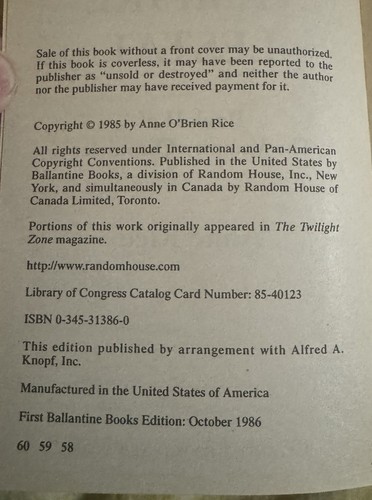 Sale of this book without a front cover may be unauthorized.
If this book is coverless, it may have been reported to the
publisher as "unsold or destroyed" and neither the author
nor the publisher may have received payment for it.
Copyright © 1985 by Anne O'Brien Rice
All rights reserved under International and Pan-American
Copyright Conventions. Published in the United States by
Ballantine Books, a division of Random House, Inc., New
York, and simultaneously in Canada by Random House of
Canada Limited, Toronto.
Portions of this work originally appeared in The Twilight
Zone magazine.
http://www.randomhouse.com
Library of Congress Catalog Card Number: 85-40123
ISBN 0-345-31386-0
This edition published by arrangement with Alfred A.
Knopf, Inc.
Manufactured in the United States of America
First Ballantine Books Edition: October 1986
60 59 58